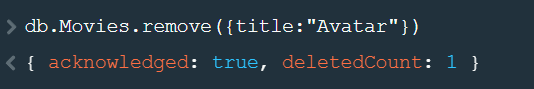 > db.Movies.remove({title:"Avatar"})
< { acknowledged: true, deletedCount: 1 }